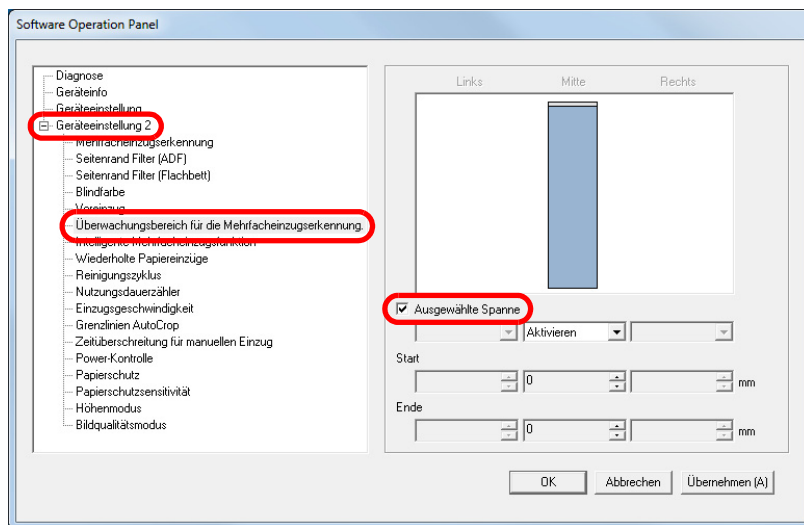 Software Operation Panel
Diagnose
Geräteinfo
Geräteeinstellung
Geräteeinstellung 2
Mehrfacheinzugserkennung
Seitenrand Filter (ADF)
Seitenrand Filter (Flachbett)
Blindfarbe
Voreinzug
Überwachungsbereich für die Mehrfacheinzugserkennung.
Intelligente Mehrfacheinzugsfunktion
Wiederholte Papiereinzüge
Reinigungszyklus
Nutzungsdauerzähler
Einzugsgeschwindigkeit
Grenzlinien AutoCrop
Zeitüberschreitung für manuellen Einzug
Power-Kontrolle
Papierschutz
Papierschutzsensitivität
Höhenmodus
Bildqualitätsmodus
Links Mitte Rechts
Ausgewählte Spanne
Aktivieren
Start
0 mm
Ende
0 mm
OK Abbrechen Übernehmen (A)